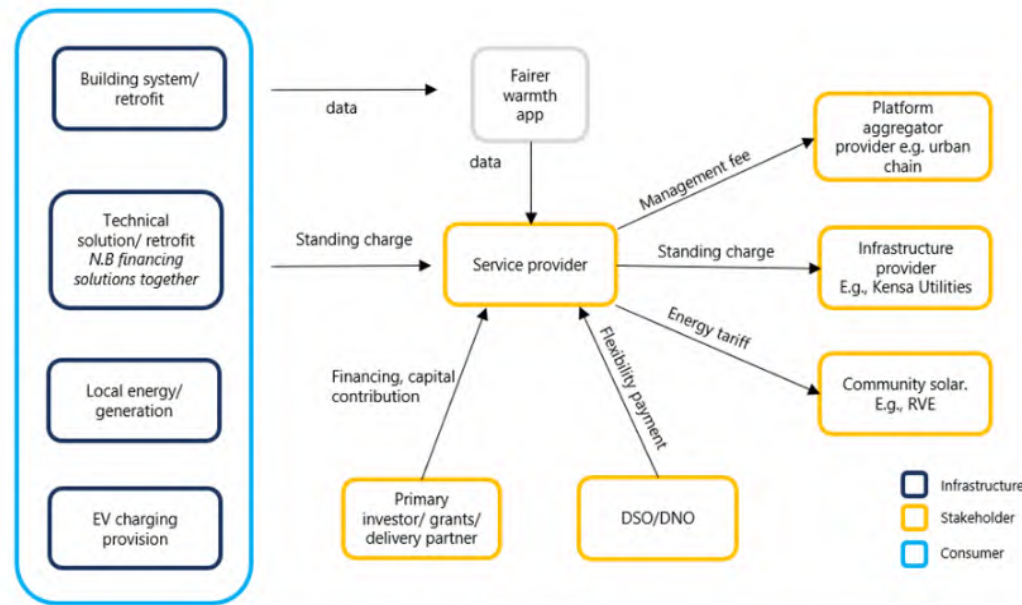 Building system/
retrofit
data
Fairer
warmth
app
data
Platform
aggregator
provider e.g. urban
chain
Management fee
Technical
solution/ retrofit
N.B financing
solutions together
Standing charge
Service provider
Standing charge
Infrastructure
provider
E.g., Kensa Utilities
Energy tariff
Flexibility payment
Financing, capital
contribution
Local energy/
generation
Community solar.
E.g., RVE
EV charging
provision
Primary
investor/ grants/
delivery partner
DSO/DNO
Infrastructure
Stakeholder
Consumer